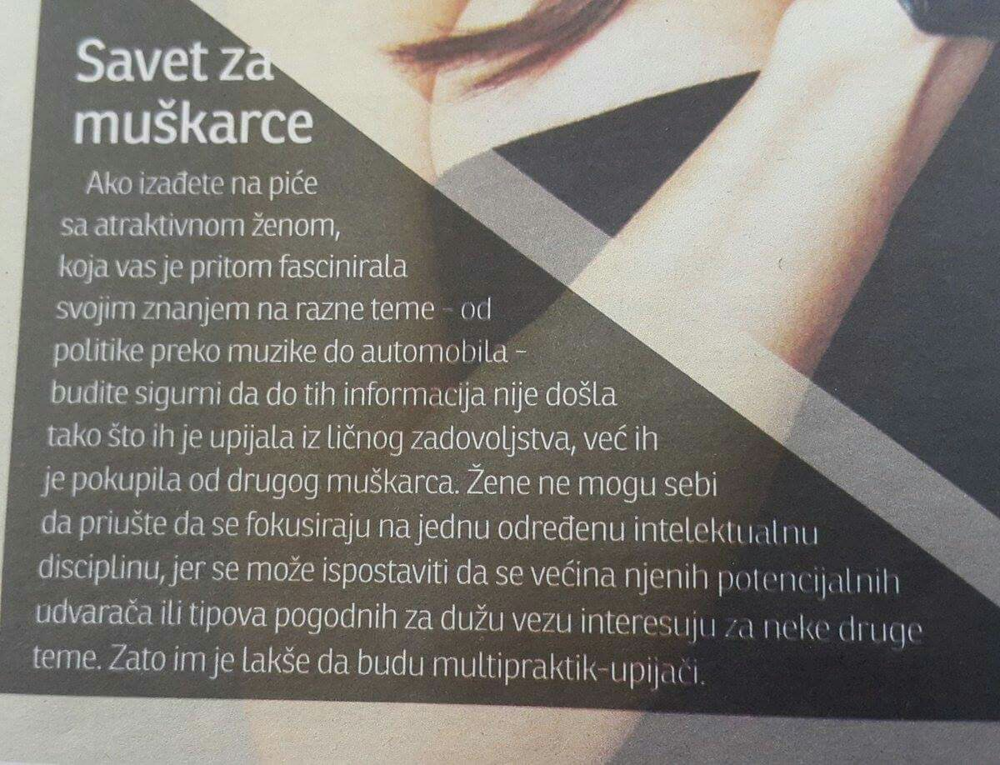 Savet za
muškarce
Ako izađete na piće
sa atraktivnom ženom,
koja vas je pritom fascinirala
svojim znanjem na razne teme - od
politike preko muzike do automobila -
budite sigurni da do tih informacija nije došla
tako što ih je upijala iz ličnog zadovoljstva, već ih
je pokupila od drugog muškarca. Žene ne mogu sebi
da priušte da se fokusiraju na jednu određenu intelektualnu
disciplinu, jer se može ispostaviti da se većina njenih potencijalnih
udvarača ili tipova pogodnih za dužu vezu interesuju za neke druge
teme. Zato im je lakše da budu multipraktik-upijači.